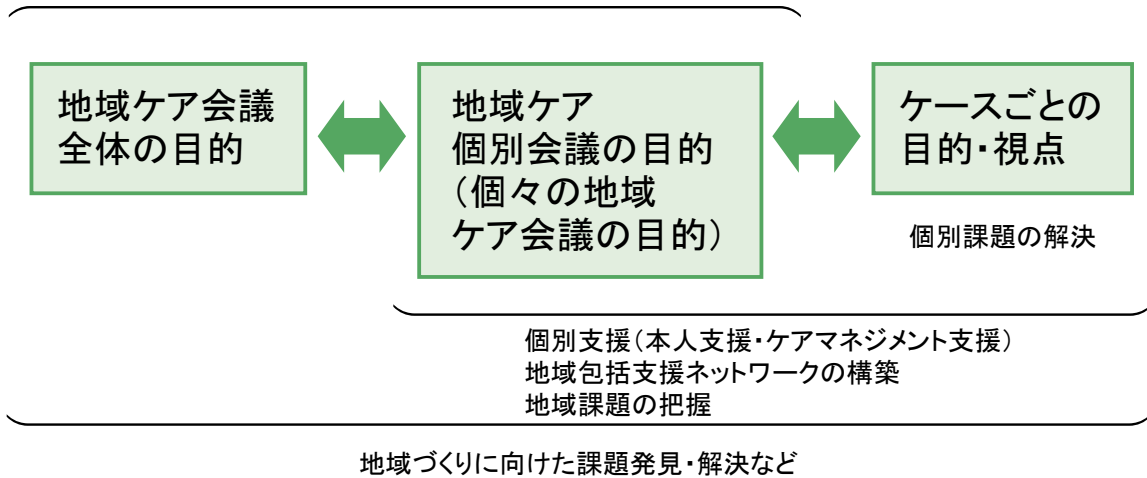 地域ケア会議
全体の目的
地域ケア
個別会議の目的
（個々の地域
ケア会議の目的）
ケースごとの
目的・視点
個別課題の解決
個別支援（本人支援・ケアマネジメント支援）
地域包括支援ネットワークの構築
地域課題の把握
地域づくりに向けた課題発見・解決など